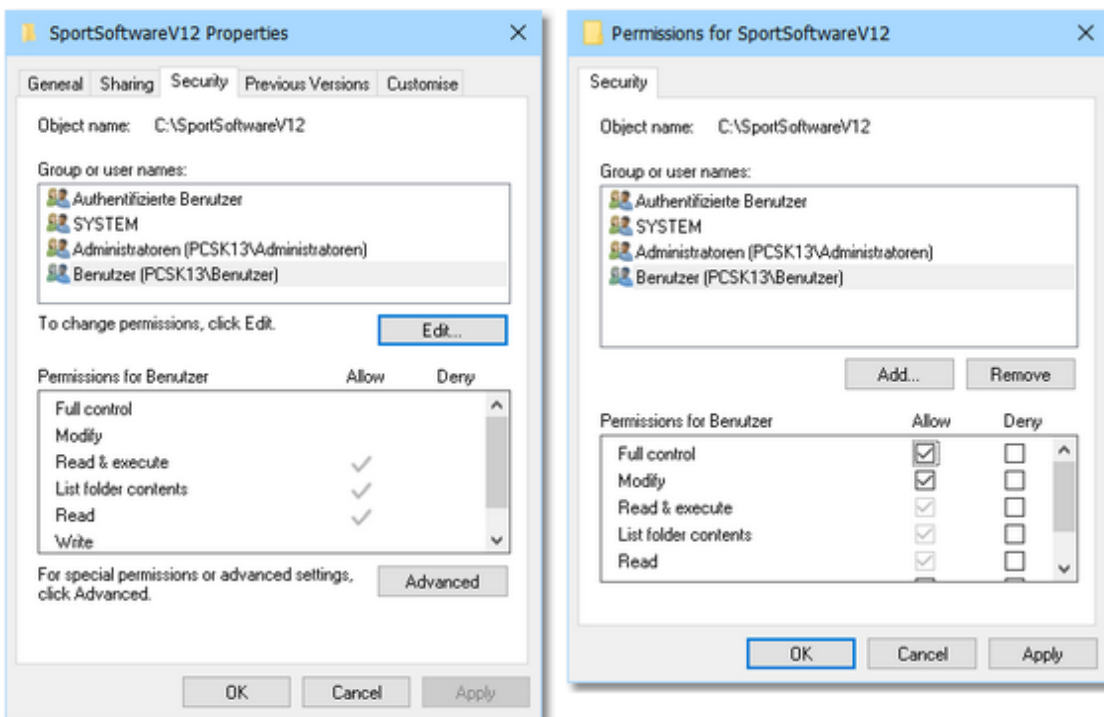 SportSoftwareV12 Properties
General Sharing Security Previous Versions Customise
Object name: C:\SportSoftwareV12
Group or user names:
Authentifizierte Benutzer
SYSTEM
Administratoren (PCSK13\Administratoren)
Benutzer (PCSK13\Benutzer)
To change permissions, click Edit.
Edit...
Permissions for Benutzer Allow Deny
Full control
Modify
Read & execute
List folder contents
Read
Write
For special permissions or advanced settings,
click Advanced.
Advanced
OK Cancel Apply
Permissions for SportSoftwareV12
Security
Object name: C:\SportSoftwareV12
Group or user names:
Authentifizierte Benutzer
SYSTEM
Administratoren (PCSK13\Administratoren)
Benutzer (PCSK13\Benutzer)
Add... Remove
Permissions for Benutzer Allow Deny
Full control
Modify
Read & execute
List folder contents
Read
OK Cancel Apply